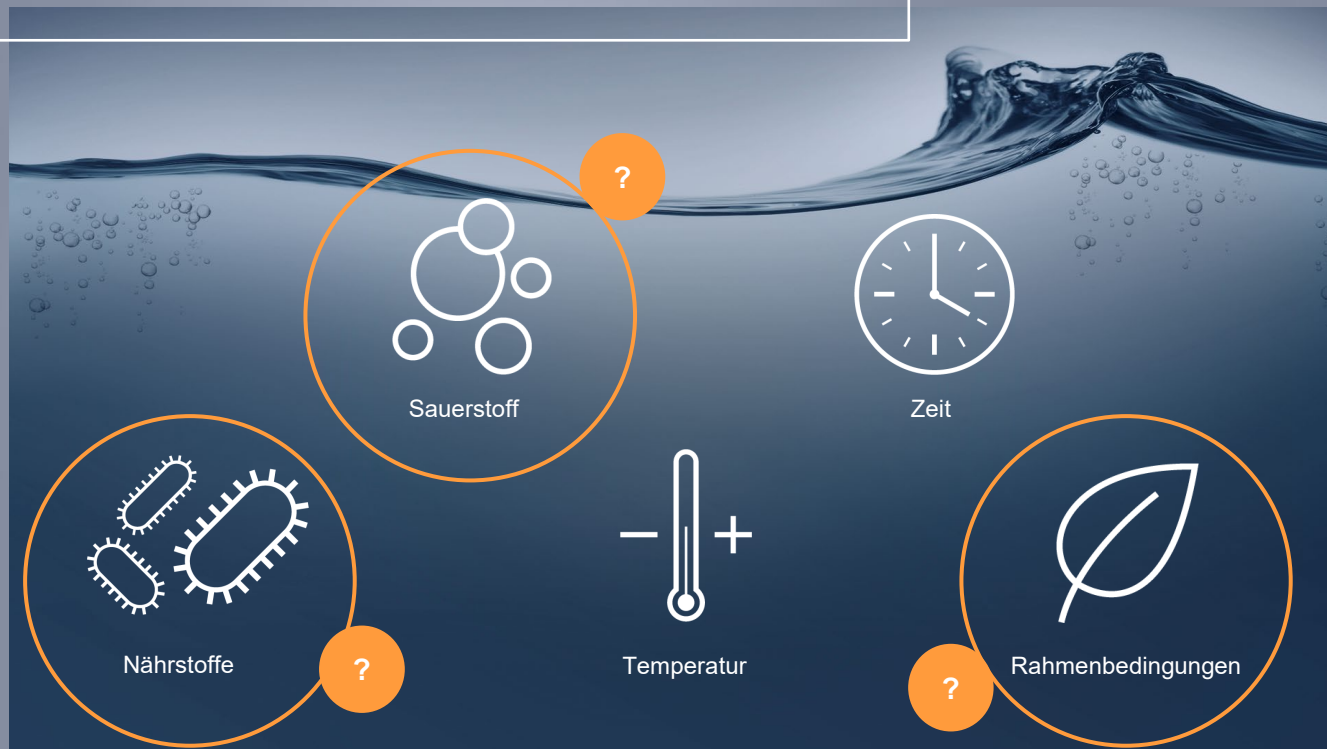 ?
Sauerstoff
Zeit
Nährstoffe
?
Temperatur
Rahmenbedingungen
?